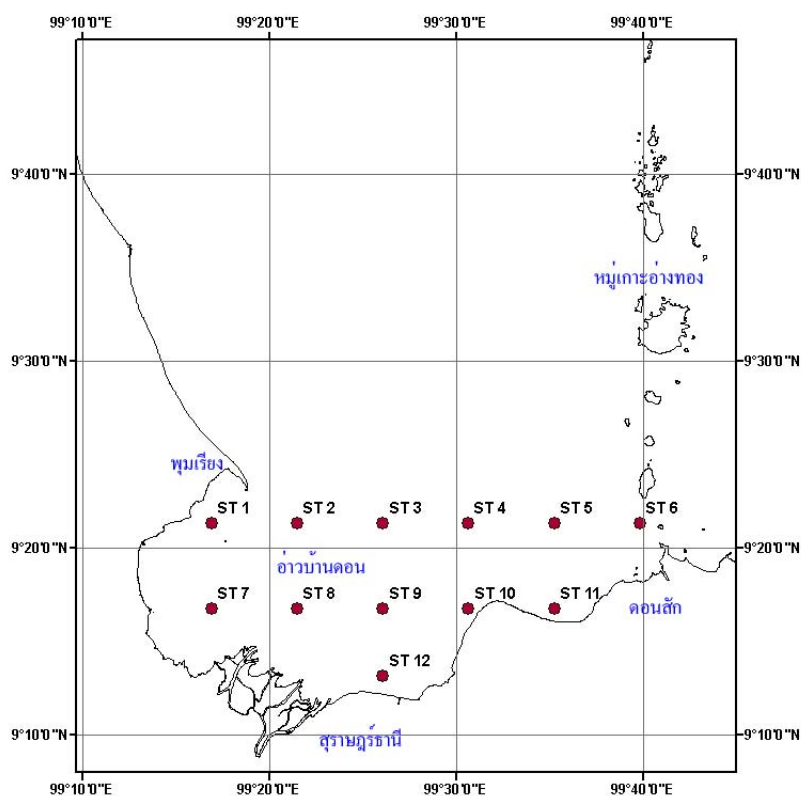 99°10'0"E 99°20'0"E 99°30'0"E 99°40'0"E
9°40'0"N 9°40'0"N
หมู่เกาะอ่างทอง
9°30'0"N 9°30'0"N
พุมเรียง
ST 1 ST 2 ST 3 ST 4 ST 5 ST 6
9°20'0"N 9°20'0"N
อ่าวบ้านดอน
ST 7 ST 8 ST 9 ST 10 ST 11
ดอนสัก
ST 12
9°10'0"N 9°10'0"N
สุราษฎร์ธานี
99°10'0"E 99°20'0"E 99°30'0"E 99°40'0"E